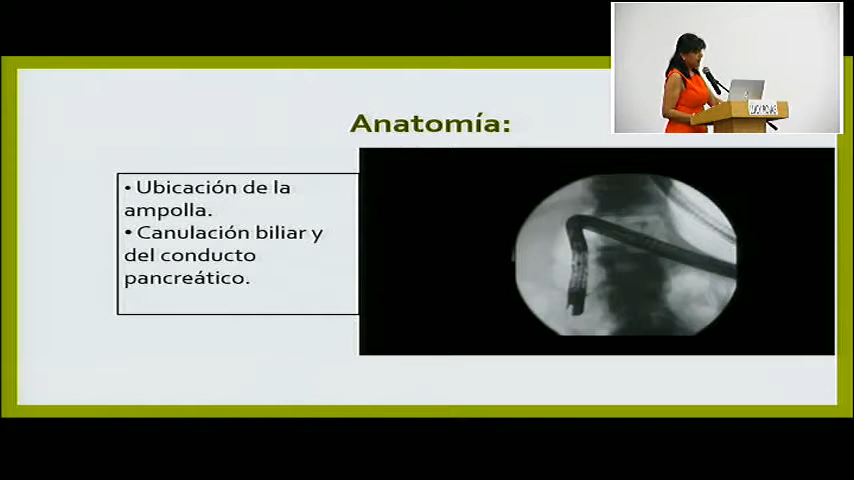 Anatomía:
• Ubicación de la
ampolla.
• Canulación biliar y
del conducto
pancreático.